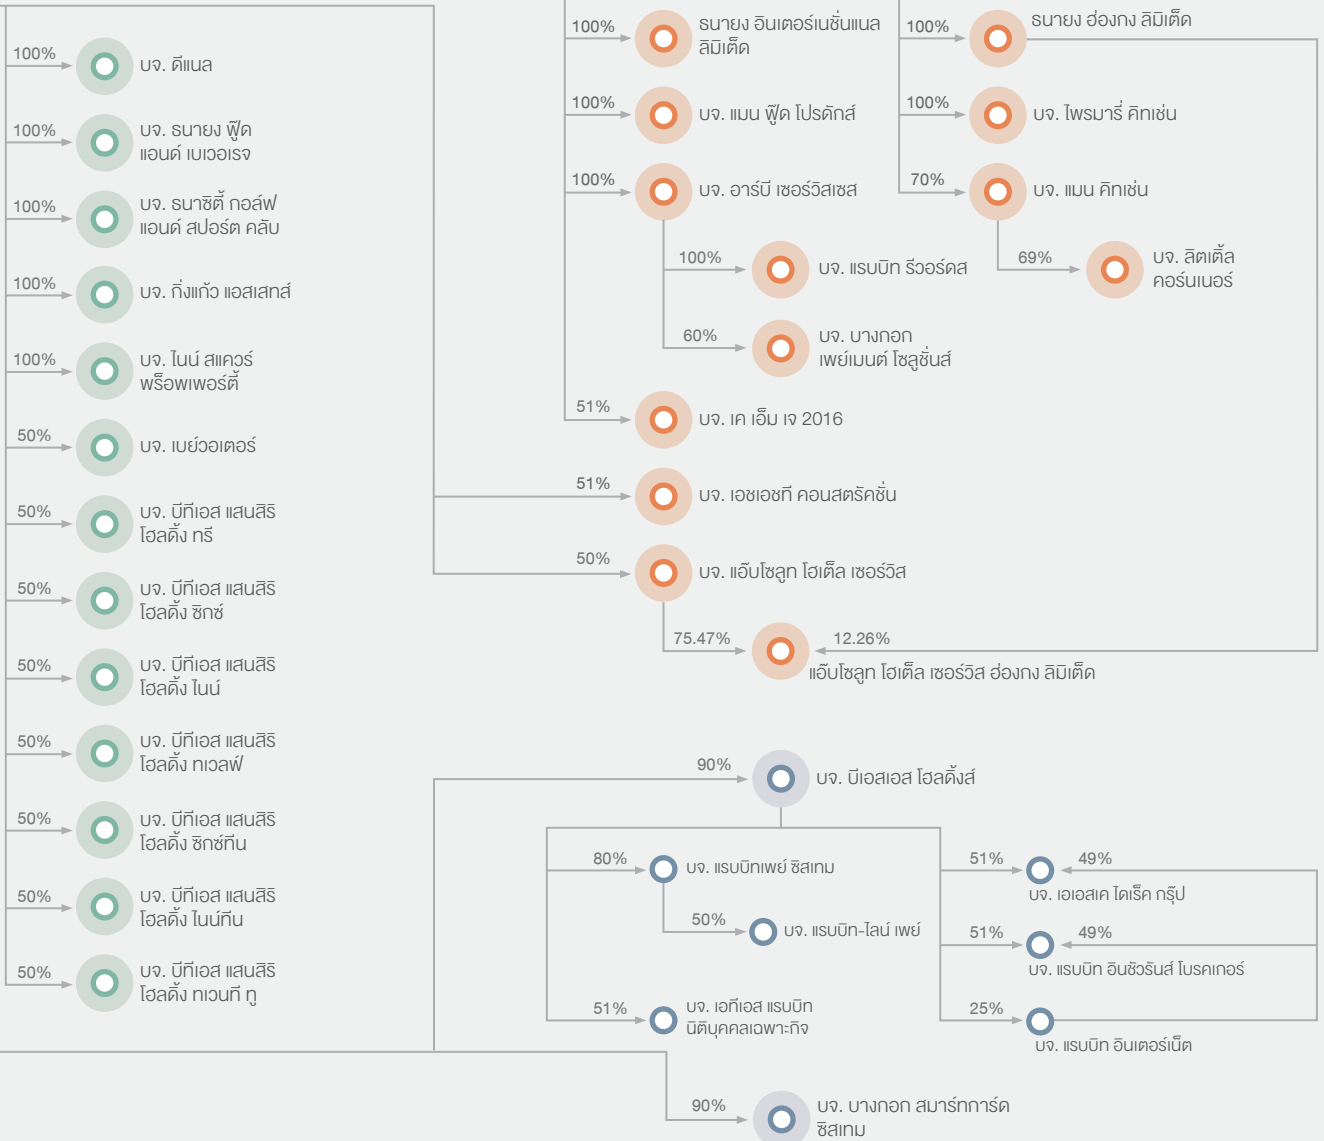 100%
บจ. ดีแนล
100%
บจ. ธนายง ฟู้ด
แอนด์ เบเวอเรจ
100%
บจ. ธนาซิตี้ กอล์ฟ
แอนด์ สปอร์ต คลับ
100%
บจ. กิ่งแก้ว แอสเสทส์
100%
บจ. ไนน์ สแควร์
พร็อพเพอร์ตี้
50%
บจ. เบย์วอเตอร์
50%
บจ. บีทีเอส แสนสิริ
โฮลดิ้ง ทรี
50%
บจ. บีทีเอส แสนสิริ
โฮลดิ้ง ซิกซ์
50%
บจ. บีทีเอส แสนสิริ
โฮลดิ้ง ไนน์
50%
บจ. บีทีเอส แสนสิริ
โฮลดิ้ง ทเวลฟ์
50%
บจ. บีทีเอส แสนสิริ
โฮลดิ้ง ซิกซ์ทีน
50%
บจ. บีทีเอส แสนสิริ
โฮลดิ้ง ไนน์ทีน
50%
บจ. บีทีเอส แสนสิริ
โฮลดิ้ง ทเวนที ทู
100%
ธนายง อินเตอร์เนชั่นแนล
ลิมิเต็ด
100%
บจ. แมน ฟู้ด โปรดักส์
100%
บจ. อาร์บี เซอร์วิสเซส
100%
บจ. แรบบิท รีวอร์ดส
60%
บจ. บางกอก
เพย์เมนต์ โซลูชั่นส์
51%
บจ. เค เอ็ม เจ 2016
51%
บจ. เอชเอชที คอนสตรัคชั่น
50%
บจ. แอ๊บโซลูท โฮเต็ล เซอร์วิส
75.47%
12.26%
แอ๊บโซลูท โฮเต็ล เซอร์วิส ฮ่องกง ลิมิเต็ด
100%
ธนายง ฮ่องกง ลิมิเต็ด
100%
บจ. ไพรมารี่ คิทเช่น
70%
บจ. แมน คิทเช่น
69%
บจ. ลิตเติ้ล
คอร์นเนอร์
90%
บจ. บีเอสเอส โฮลดิ้งส์
80%
บจ. แรบบิทเพย์ ซิสเทม
50%
บจ. แรบบิท-ไลน์ เพย์
51%
บจ. เอทีเอส แรบบิท
นิติบุคคลเฉพาะกิจ
51%
49%
บจ. เอเอสเค ไดเร็ค กรุ๊ป
51%
49%
บจ. แรบบิท อินชัวรันส์ โบรคเกอร์
25%
บจ. แรบบิท อินเตอร์เน็ต
90%
บจ. บางกอก สมาร์ทการ์ด
ซิสเทม